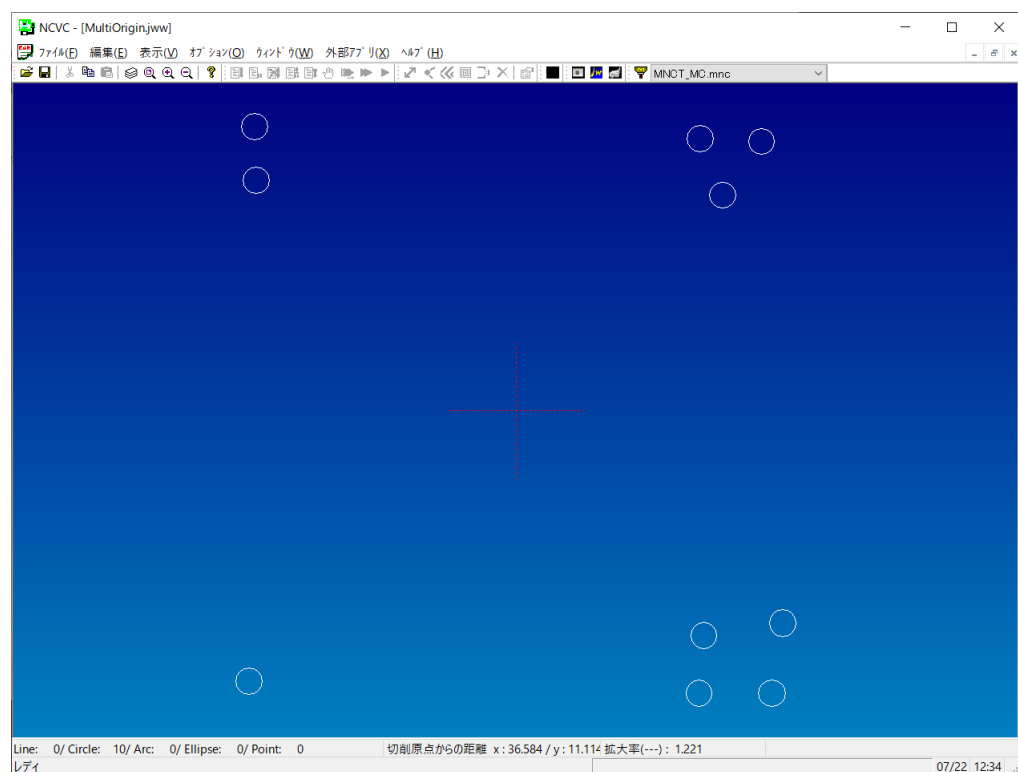 NCVC - [MultiOrigin.jww]
ファイル(F) 編集(E) 表示(V) オプション(O) ウィンドウ(W) 外部アプリ(X) ヘルプ(H)
MNCT_MC.mnc
Line: 0/ Circle: 10/ Arc: 0/ Ellipse: 0/ Point: 0 切削原点からの距離 x : 36.584 / y : 11.114 拡大率(---) : 1.221
レディ 07/22 12:34